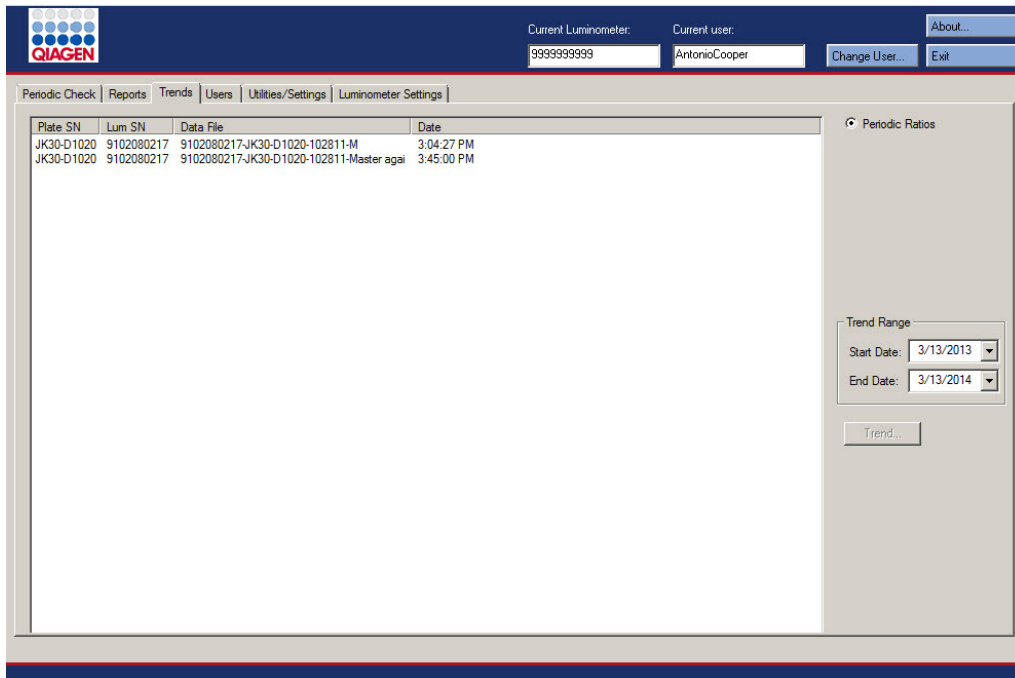 QIAGEN
Current Luminometer:
9999999999
Current user:
AntonioCooper
About...
Change User...
Exit
Periodic Check Reports Trends Users Utilities/Settings Luminometer Settings
Plate SN Lum SN Data File Date
JK30-D1020 9102080217 9102080217-JK30-D1020-102811-M 3:04:27 PM
JK30-D1020 9102080217 9102080217-JK30-D1020-102811-Master agai 3:45:00 PM
Periodic Ratios
Trend Range
Start Date: 3/13/2013
End Date: 3/13/2014
Trend...